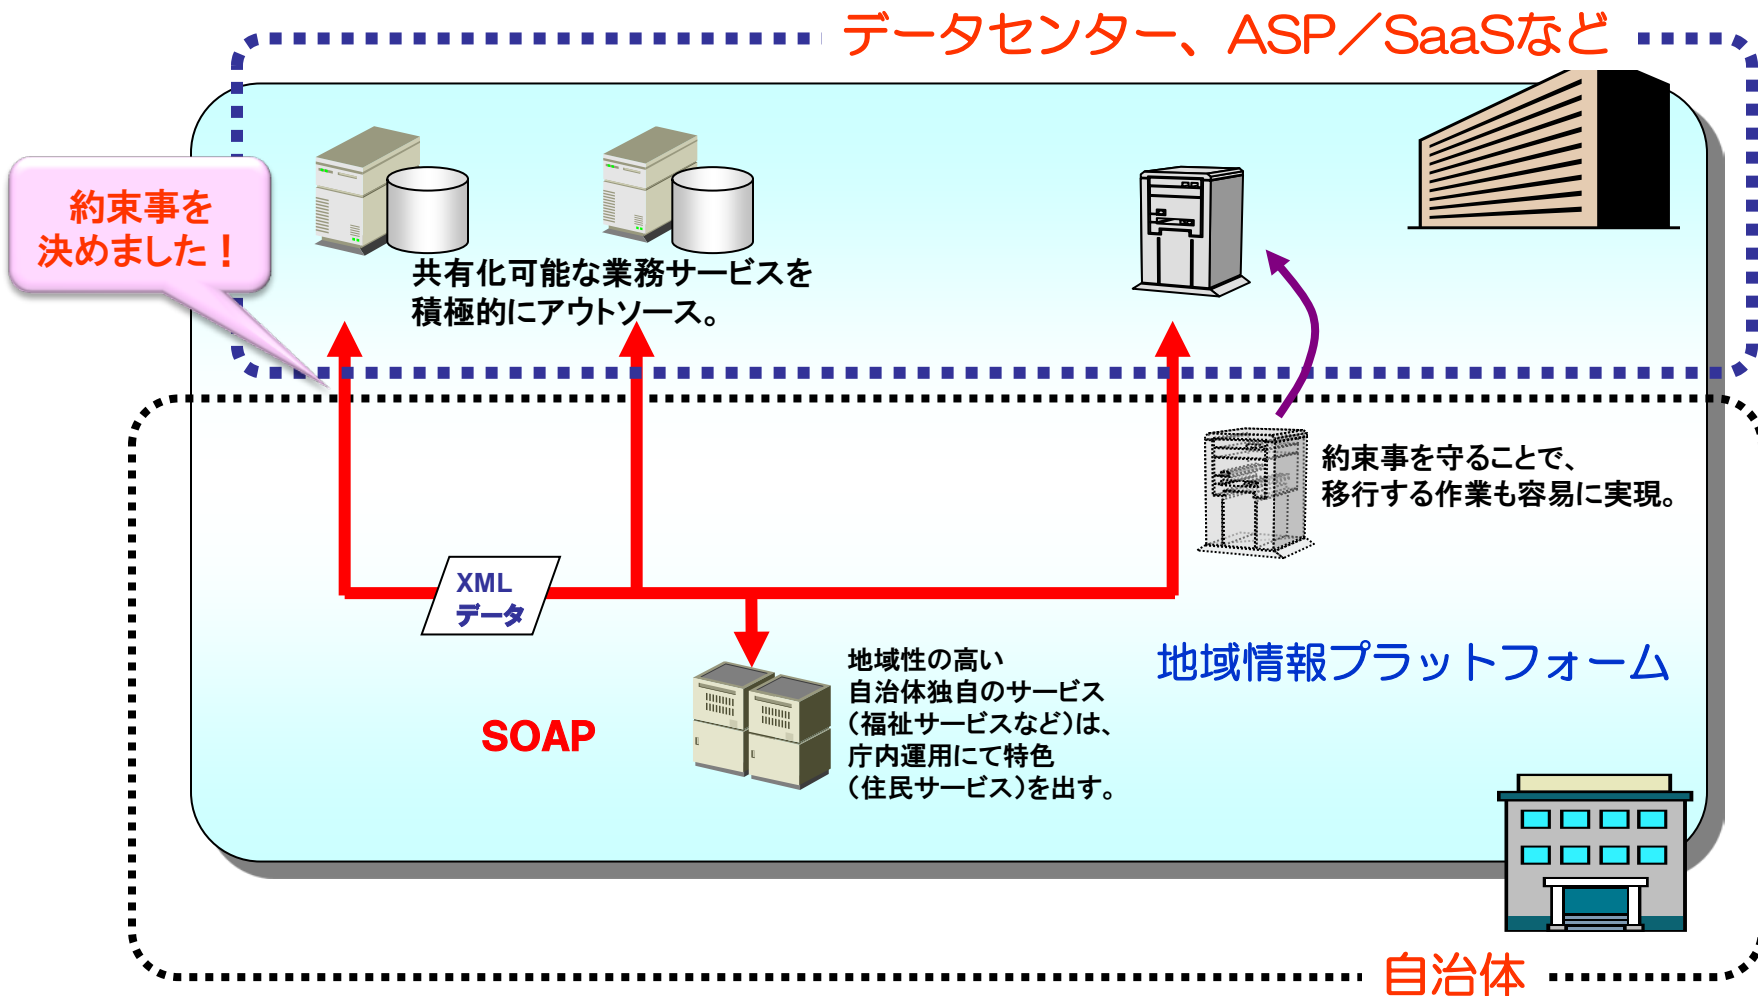 データセンター、ASP／SaaSなど
約束事を
決めました！
共有化可能な業務サービスを
積極的にアウトソース。
約束事を守ることで、
移行する作業も容易に実現。
XML
データ
地域情報プラットフォーム
地域性の高い
自治体独自のサービス
（福祉サービスなど）は、
庁内運用にて特色
（住民サービス）を出す。
SOAP
自治体